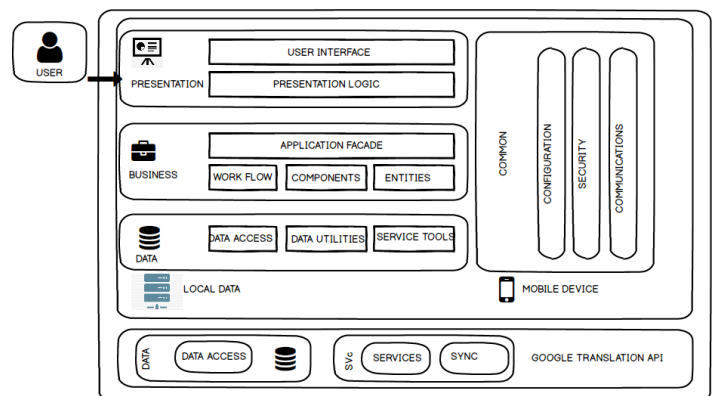 USER
PRESENTATION
USER INTERFACE
PRESENTATION LOGIC
BUSINESS
APPLICATION FACADE
WORK FLOW
COMPONENTS
ENTITIES
DATA
DATA ACCESS
DATA UTILITIES
SERVICE TOOLS
COMMON
CONFIGURATION
SECURITY
COMMUNICATIONS
LOCAL DATA
MOBILE DEVICE
DATA
DATA ACCESS
SVc
SERVICES
SYNC
GOOGLE TRANSLATION API